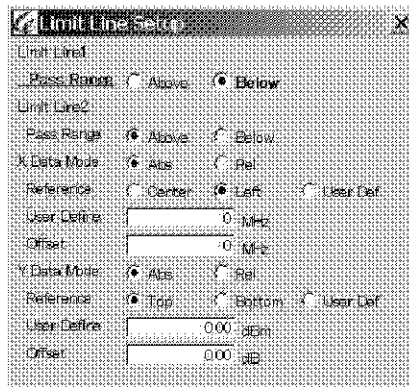 Limit Line Setup
Limit Line1
Pass Range Above Below
Limit Line2
Pass Range Above Below
X Data Mode Abs Rel
Reference Center Left User Def
User Define 0 MHz
Offset 0 MHz
Y Data Mode Abs Rel
Reference Top Bottom User Def
User Define 0.00 dBm
Offset 0.00 dB